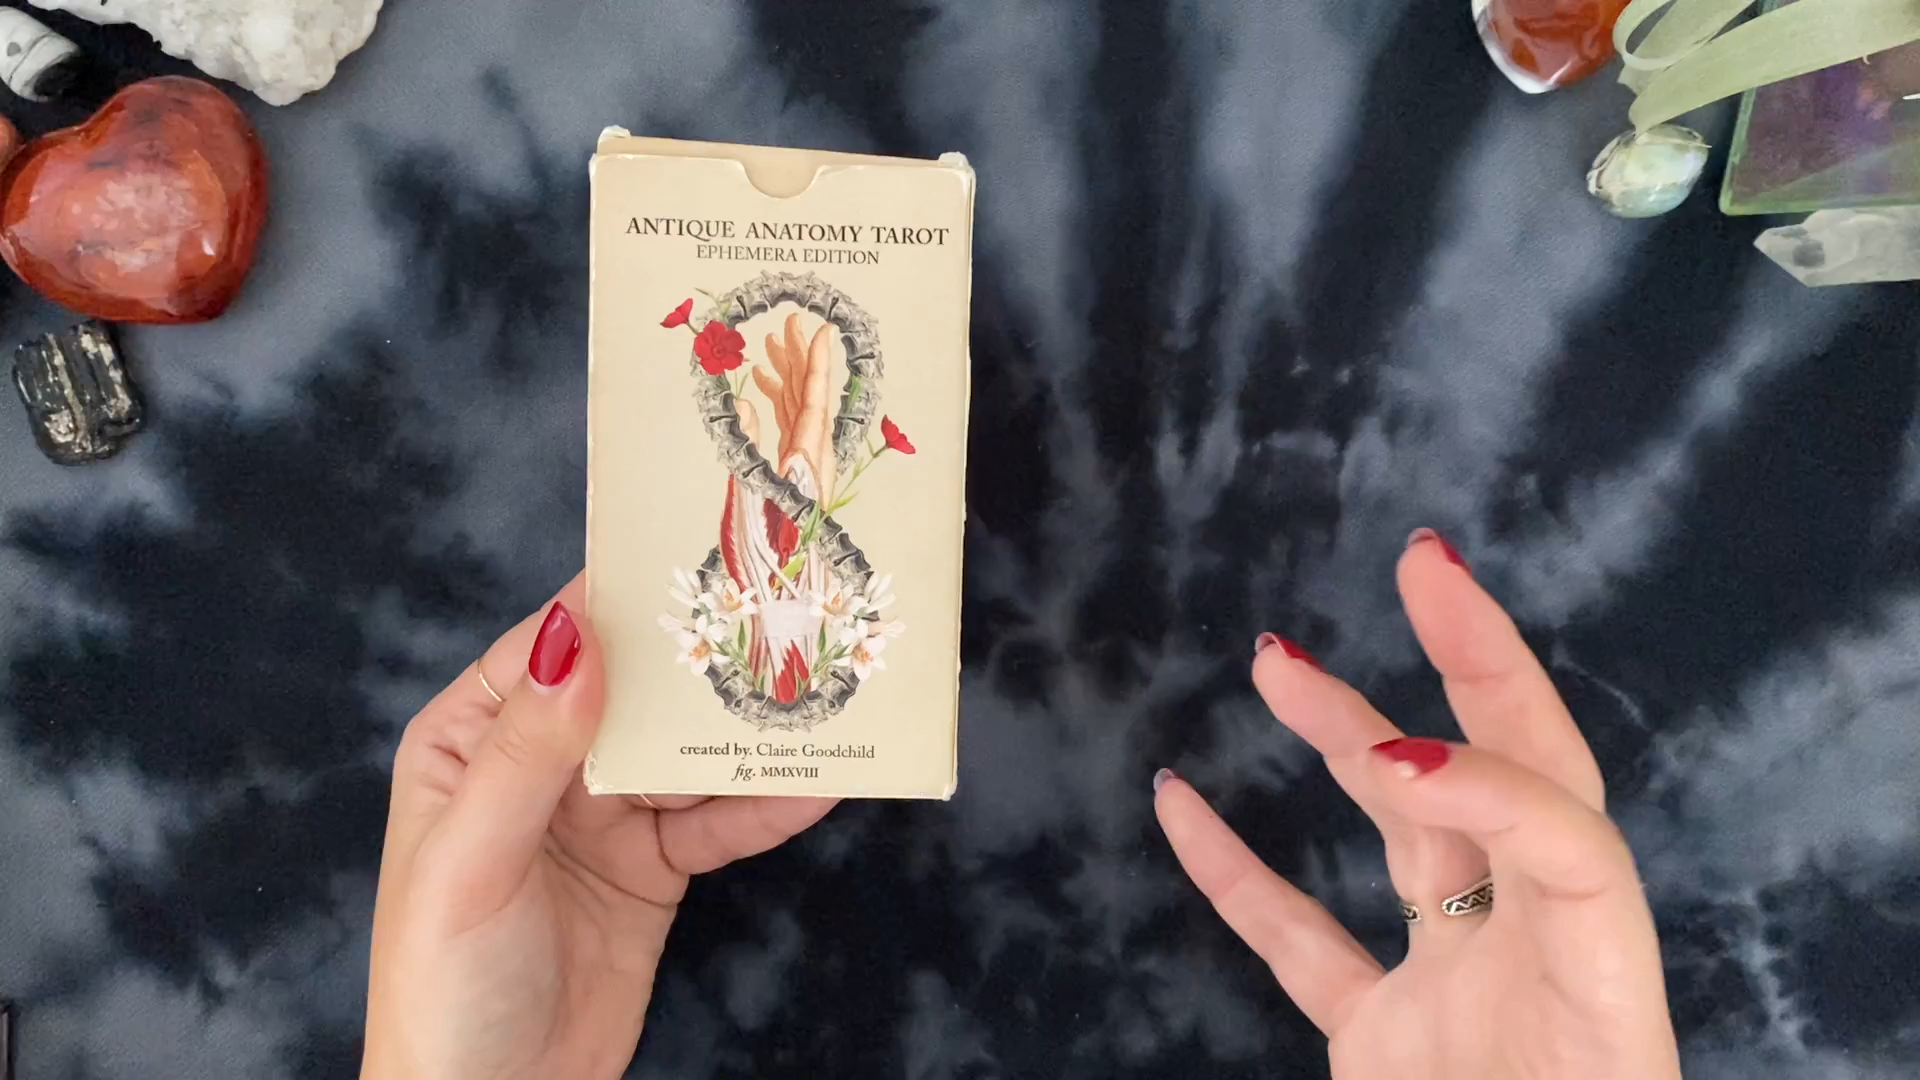 ANTIQUE ANATOMY TAROT
EPHEMERA EDITION
created by. Claire Goodchild
fig. MMXVIII